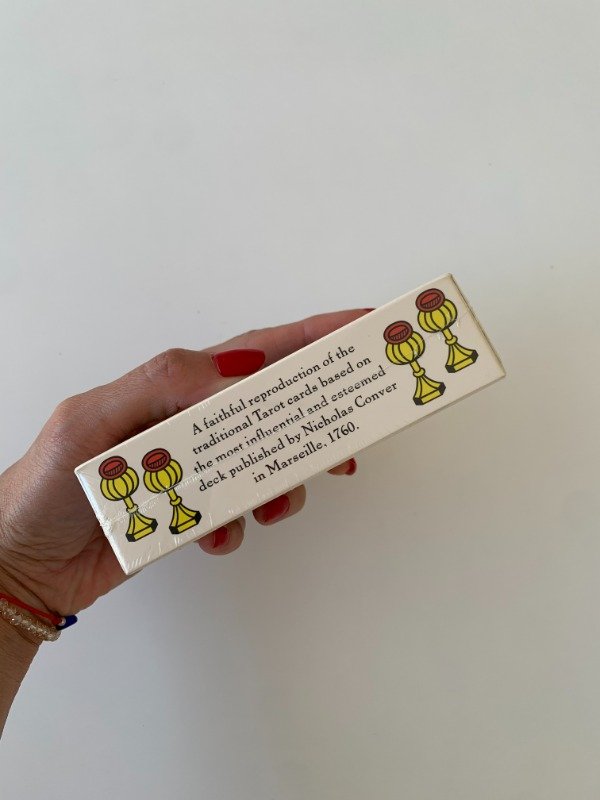 A faithful reproduction of the
traditional Tarot cards based on
the most influential and esteemed
deck published by Nicholas Conver
in Marseille, 1760.